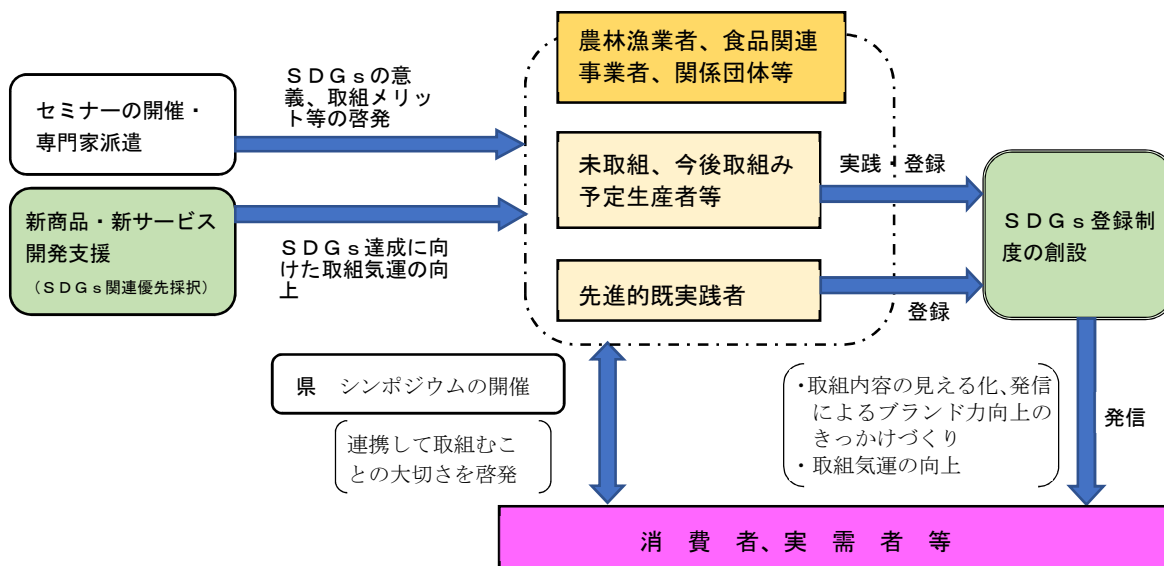 農林漁業者、食品関連
事業者、関係団体等
ＳＤＧｓの意
義、取組メリッ
ト等の啓発
セミナーの開催・
専門家派遣
未取組、今後取組み
予定生産者等
実践・登録
新商品・新サービス
開発支援
（ＳＤＧｓ関連優先採択）
ＳＤＧｓ達成に向
けた取組気運の向
上
先進的既実践者
登録
ＳＤＧｓ登録制
度の創設
県　シンポジウムの開催
連携して取組むこ
との大切さを啓発
・取組内容の見える化、発信
によるブランド力向上の
きっかけづくり
・取組気運の向上
発信
消　費　者、実　需　者　等